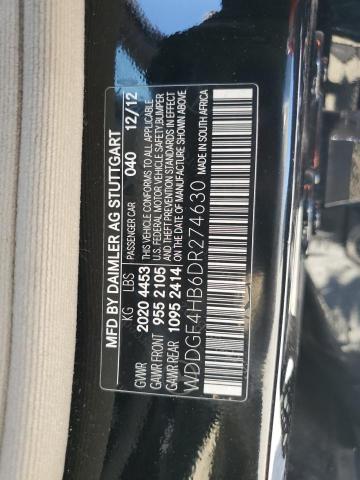 MFD BY DAIMLER AG STUTTGART
PASSENGER CAR 040 12/12
KG LBS
GVWR 2020 4453
GAWR FRONT 955 2105
GAWR REAR 1095 2414
THIS VEHICLE CONFORMS TO ALL APPLICABLE
U.S. FEDERAL MOTOR VEHICLE SAFETY, BUMPER
AND THEFT PREVENTION STANDARDS IN EFFECT
ON THE DATE OF MANUFACTURE SHOWN ABOVE.
WDDGF4HB6DR274630 MADE IN SOUTH AFRICA